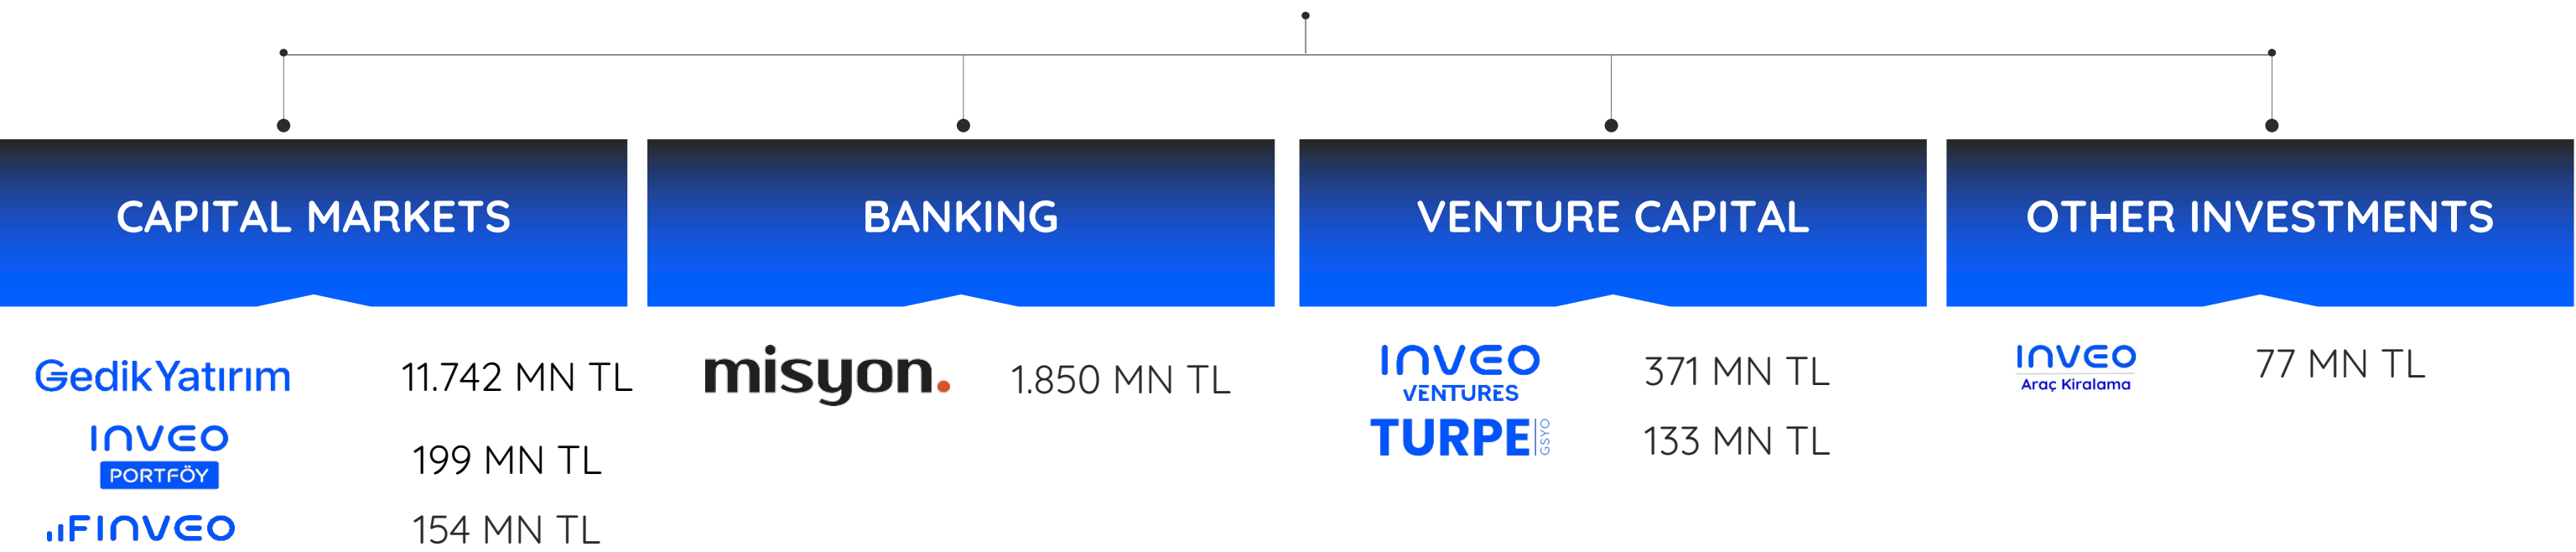 CAPITAL MARKETS
GedikYatırım 11.742 MN TL
INVEO
PORTFÖY
199 MN TL
FINVEO 154 MN TL
BANKING
misyon. 1.850 MN TL
VENTURE CAPITAL
INVEO
VENTURES
371 MN TL
TURPE GSYO 133 MN TL
OTHER INVESTMENTS
INVEO
Araç Kiralama
77 MN TL